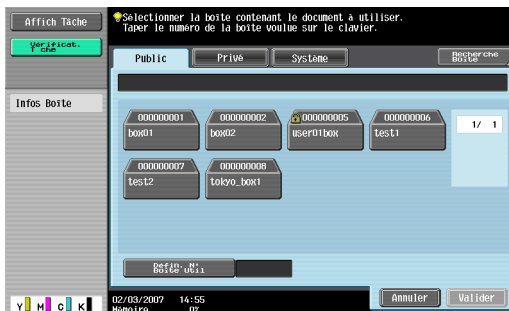 Affich Tâche
Sélectionner la boîte contenant le document à utiliser.
Taper le numéro de la boîte voulue sur le clavier.
Vérificat.
Public
Privé
Système
Recherche
Boîte
Infos Boîte
000000001
000000002
000000005
000000006
box01
box02
user01box
test1
1/ 1
000000007
000000008
test2
tokyo_box1
Défin. N°
Boîte Util
02/03/2007 14:55
Annuler
Valider
Y M C K
Mémoire 0%